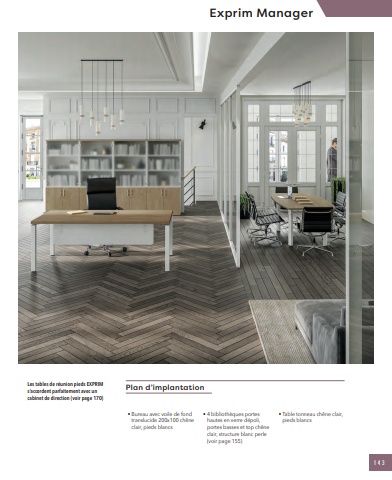 Exprim Manager
Les tables de réunion pieds EXPRIM
s'accordent parfaitement avec un
cabinet de direction (voir page 170)
Plan d'implantation
• Bureau avec voile de fond
translucide 200x100 chêne
clair, pieds blancs
• 4 bibliothèques portes
hautes en verre dépoli,
portes basses et top chêne
clair, structure blanc perle
(voir page 155)
• Table tonneau chêne clair,
pieds blancs
143